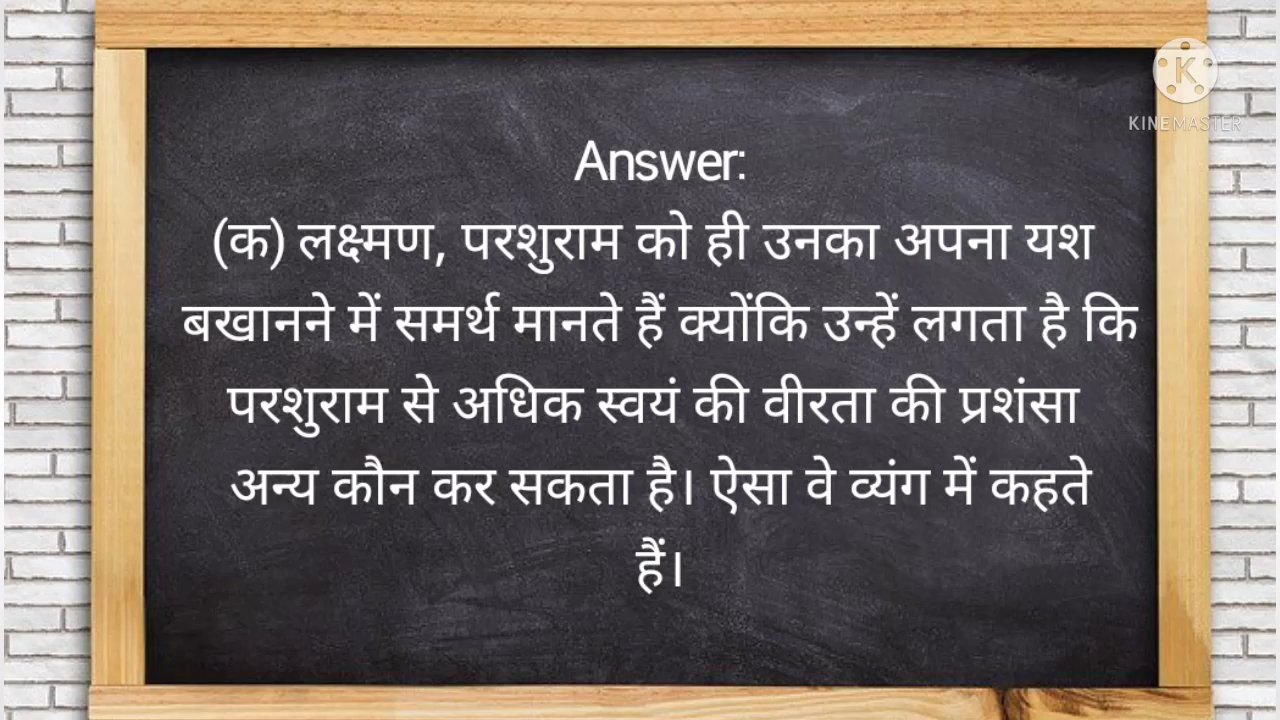 K
KINEMASTER
Answer:
(क) लक्ष्मण, परशुराम को ही उनका अपना यश
बखानने में समर्थ मानते हैं क्योंकि उन्हें लगता है कि
परशुराम से अधिक स्वयं की वीरता की प्रशंसा
अन्य कौन कर सकता है। ऐसा वे व्यंग में कहते
हैं।